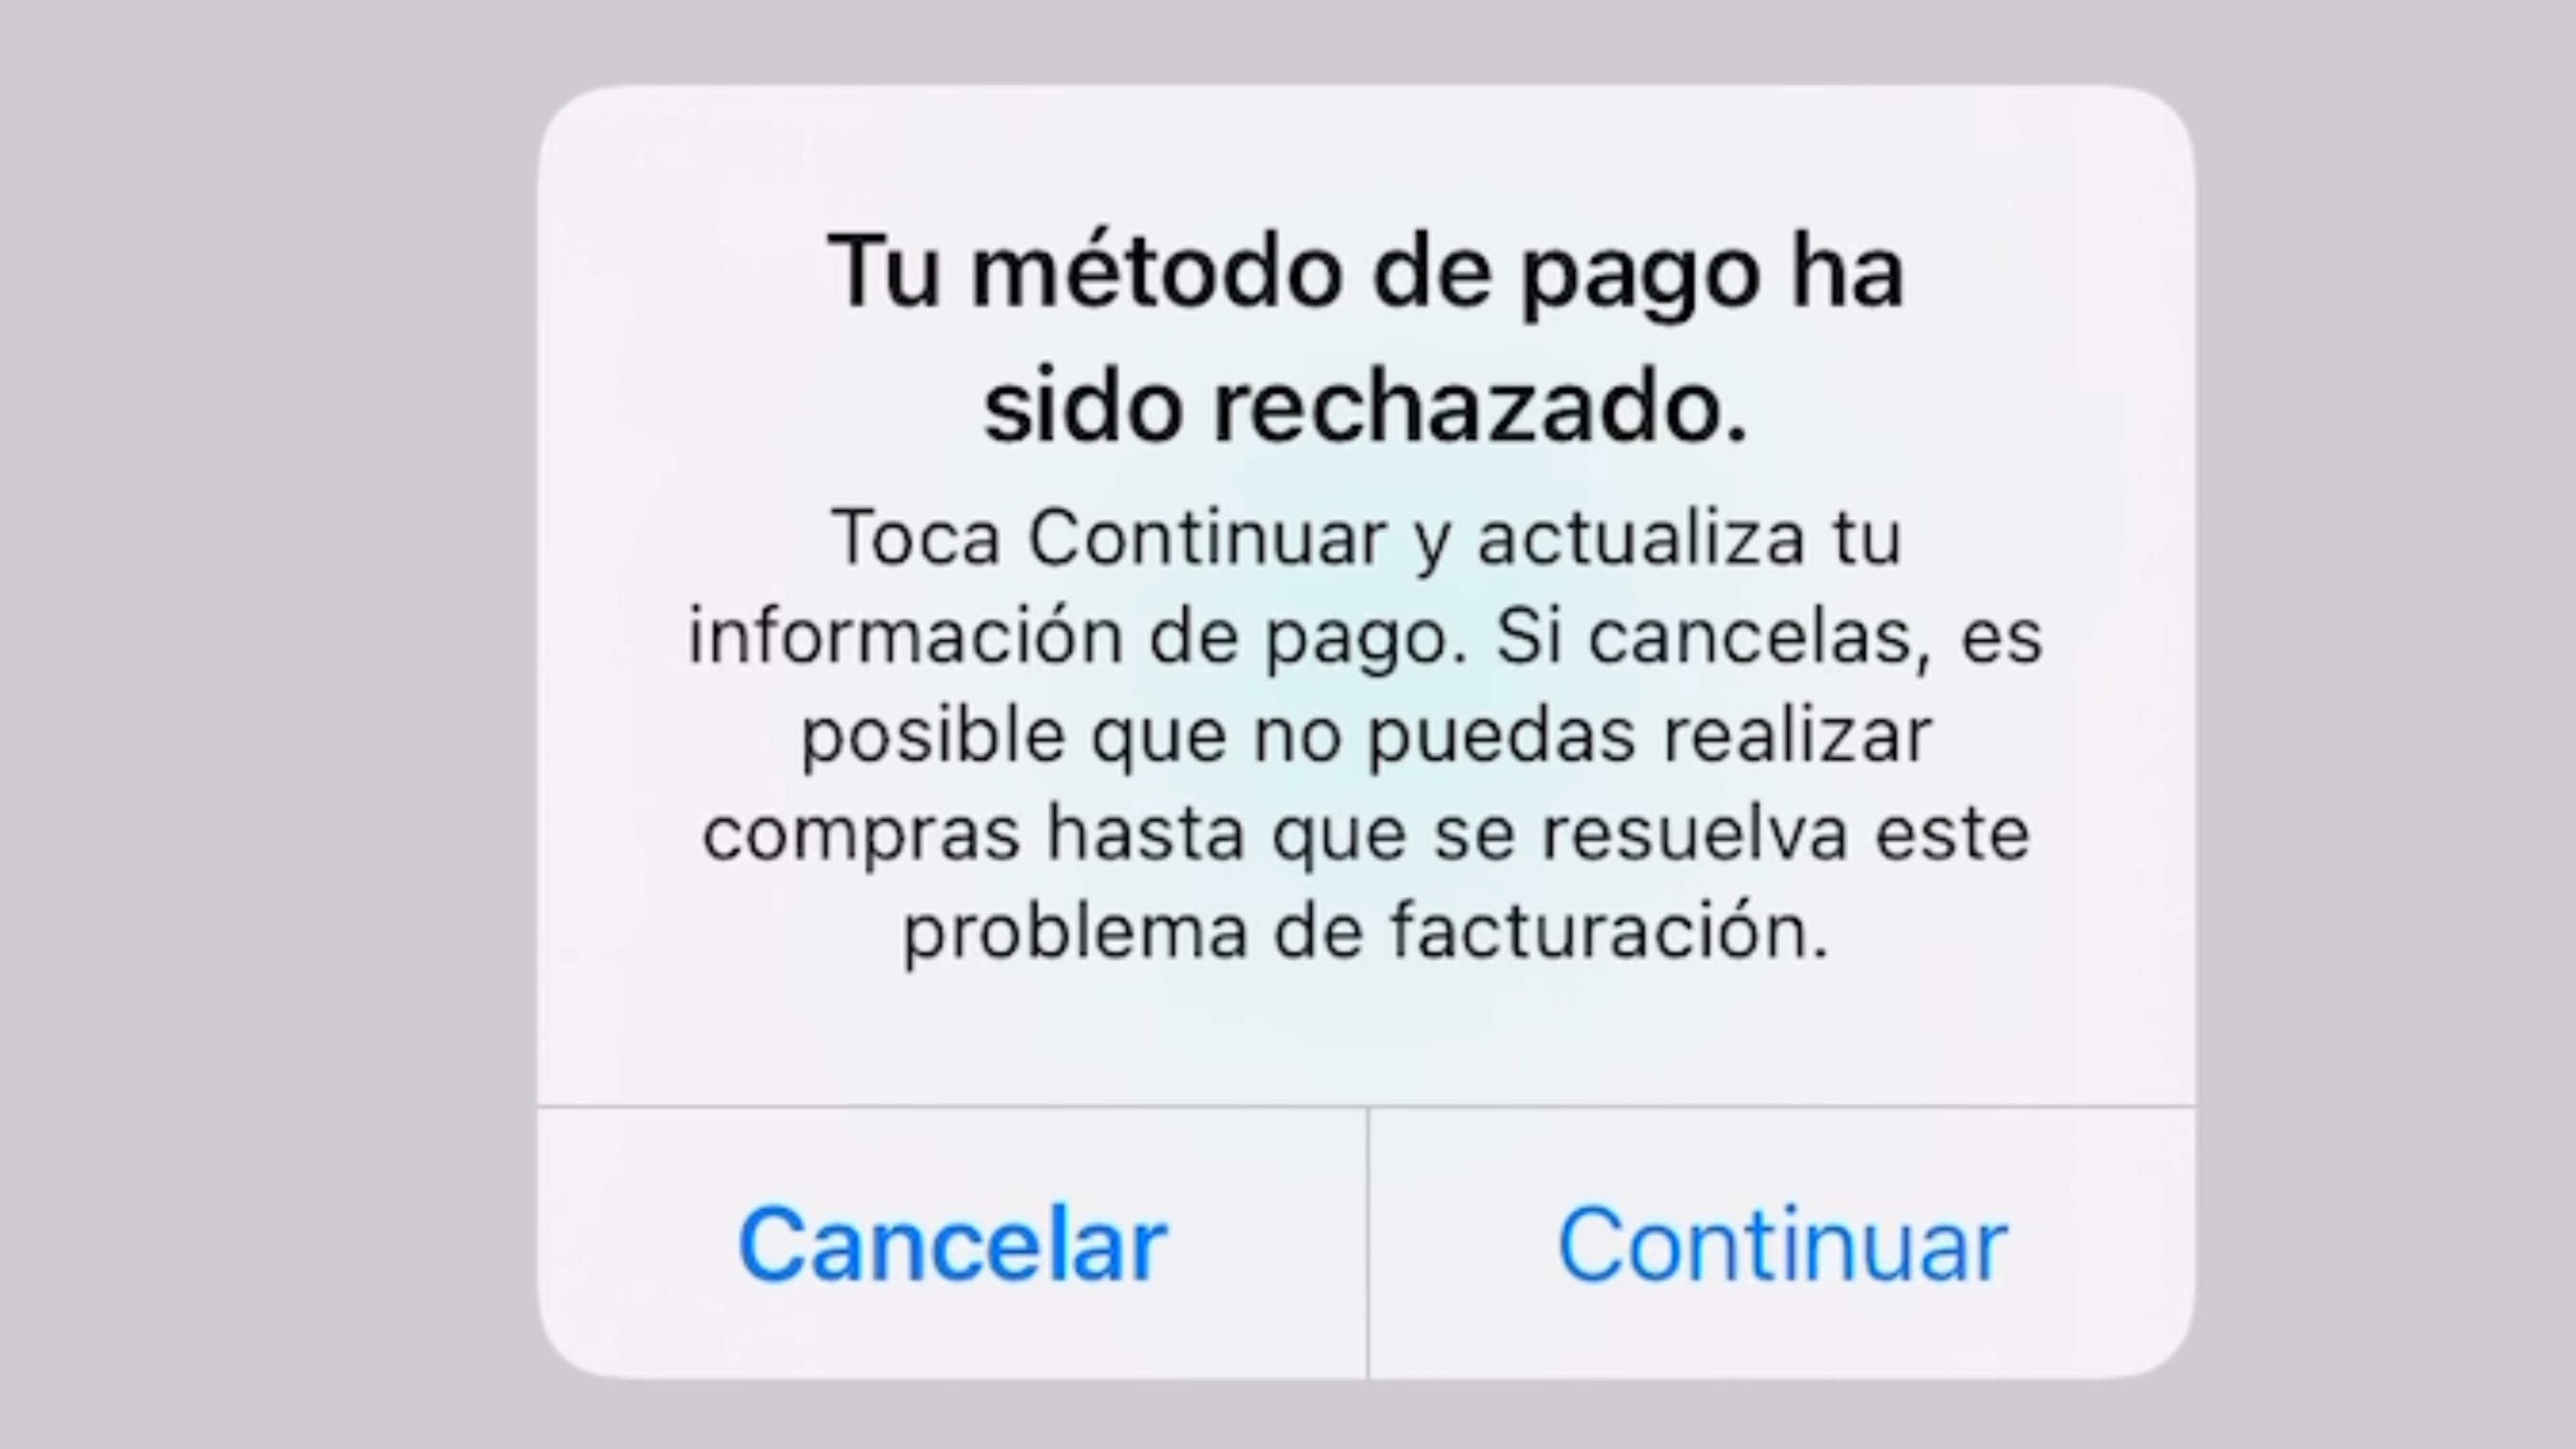 Tu método de pago ha
sido rechazado.
Toca Continuar y actualiza tu
información de pago. Si cancelas, es
posible que no puedas realizar
compras hasta que se resuelva este
problema de facturación.
Cancelar
Continuar